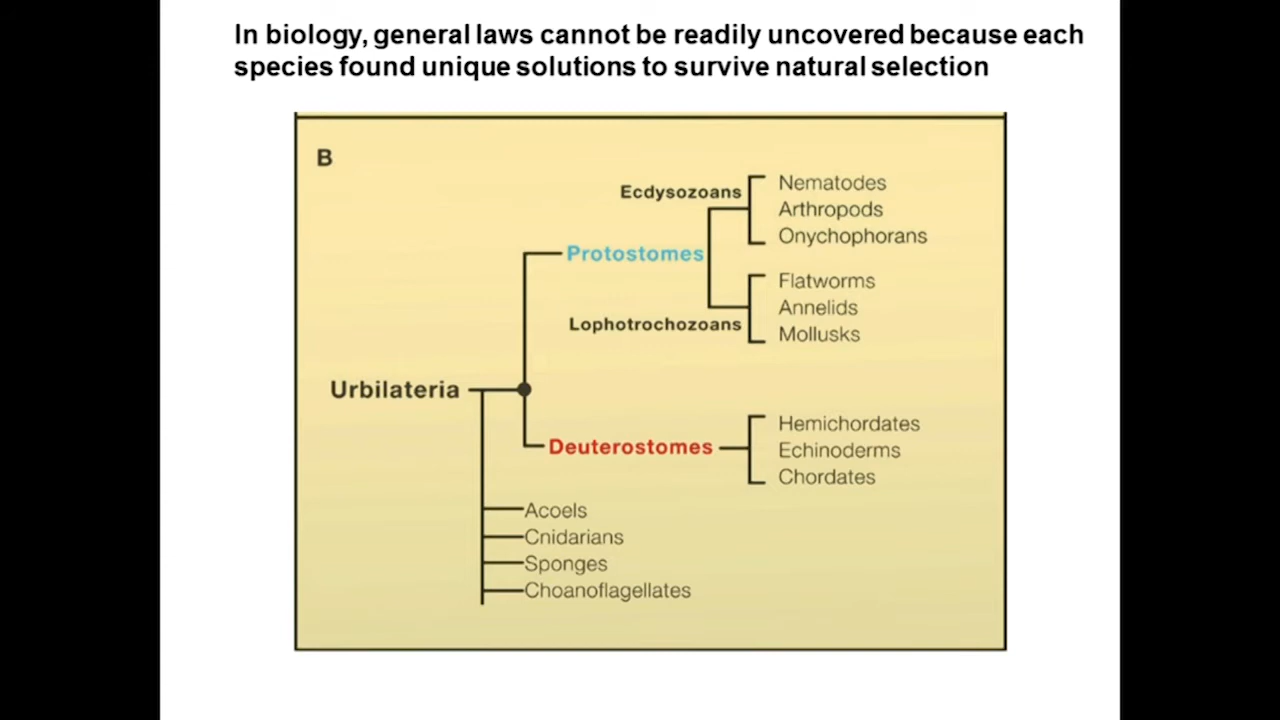 In biology, general laws cannot be readily uncovered because each
species found unique solutions to survive natural selection
B
Ecdysozoans
Nematodes
Arthropods
Onychophorans
Protostomes
Flatworms
Annelids
Mollusks
Lophotrochozoans
Urbilateria
Deuterostomes
Hemichordates
Echinoderms
Chordates
Acoels
Cnidarians
Sponges
Choanoflagellates